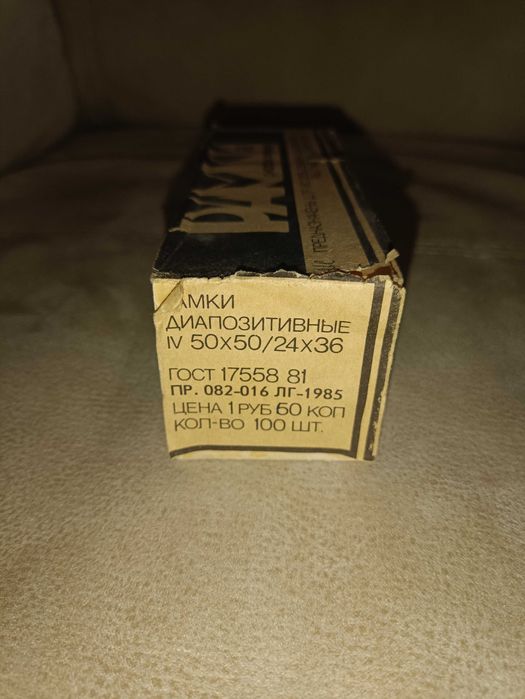 РАМКИ
АМКИ
ДИАПОЗИТИВНЫЕ
IV 50х50/24х36
ГОСТ 17558 81
ПР. 082-016 ЛГ-1985
ЦЕНА 1 РУБ 60 КОП
КОЛ-ВО 100 ШТ.